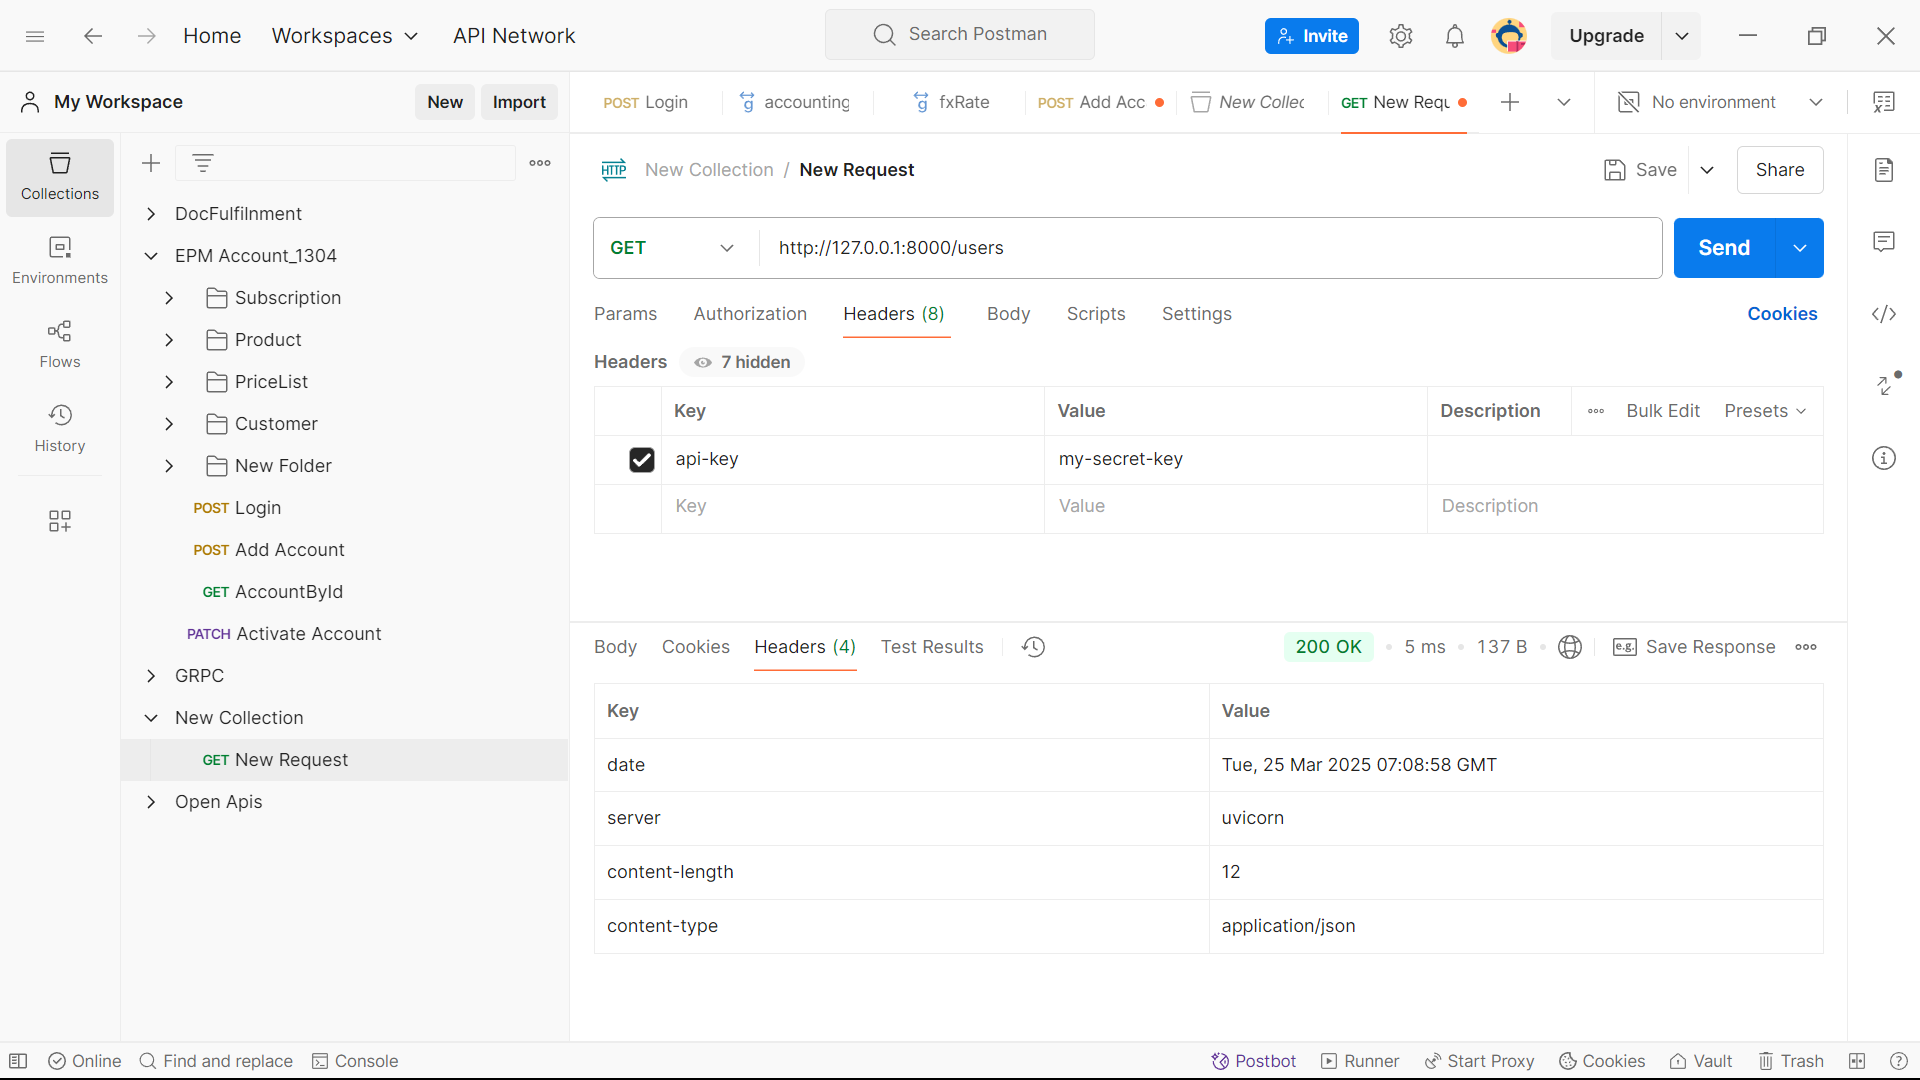 Home Workspaces API Network Search Postman Invite Upgrade
My Workspace New Import
POST Login accounting fxRate POST Add Acc New Collec GET New Requ No environment
Collections
Environments
Flows
History
DocFulfilnment
EPM Account_1304
Subscription
Product
PriceList
Customer
New Folder
POST Login
POST Add Account
GET AccountById
PATCH Activate Account
GRPC
New Collection
GET New Request
Open Apis
HTTP New Collection / New Request Save Share
GET http://127.0.0.1:8000/users Send
Params Authorization Headers (8) Body Scripts Settings Cookies
Headers 7 hidden
Key Value Description Bulk Edit Presets
api-key my-secret-key
Key Value Description
Body Cookies Headers (4) Test Results 200 OK 5 ms 137 B e.g. Save Response
Key Value
date Tue, 25 Mar 2025 07:08:58 GMT
server uvicorn
content-length 12
content-type application/json
Online Find and replace Console Postbot Runner Start Proxy Cookies Vault Trash